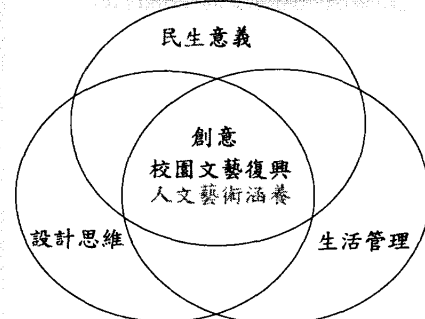 民生意義
創意
校園文藝復興
人文藝術涵養
設計思維
生活管理